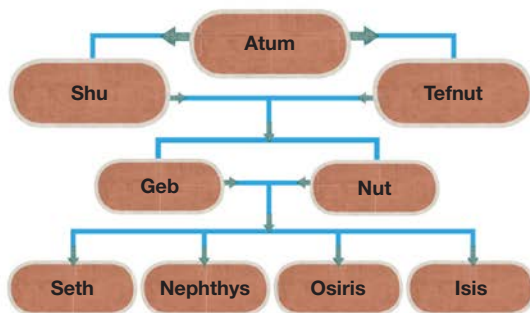 Atum
Shu
Tefnut
Geb
Nut
Seth
Nephthys
Osiris
Isis